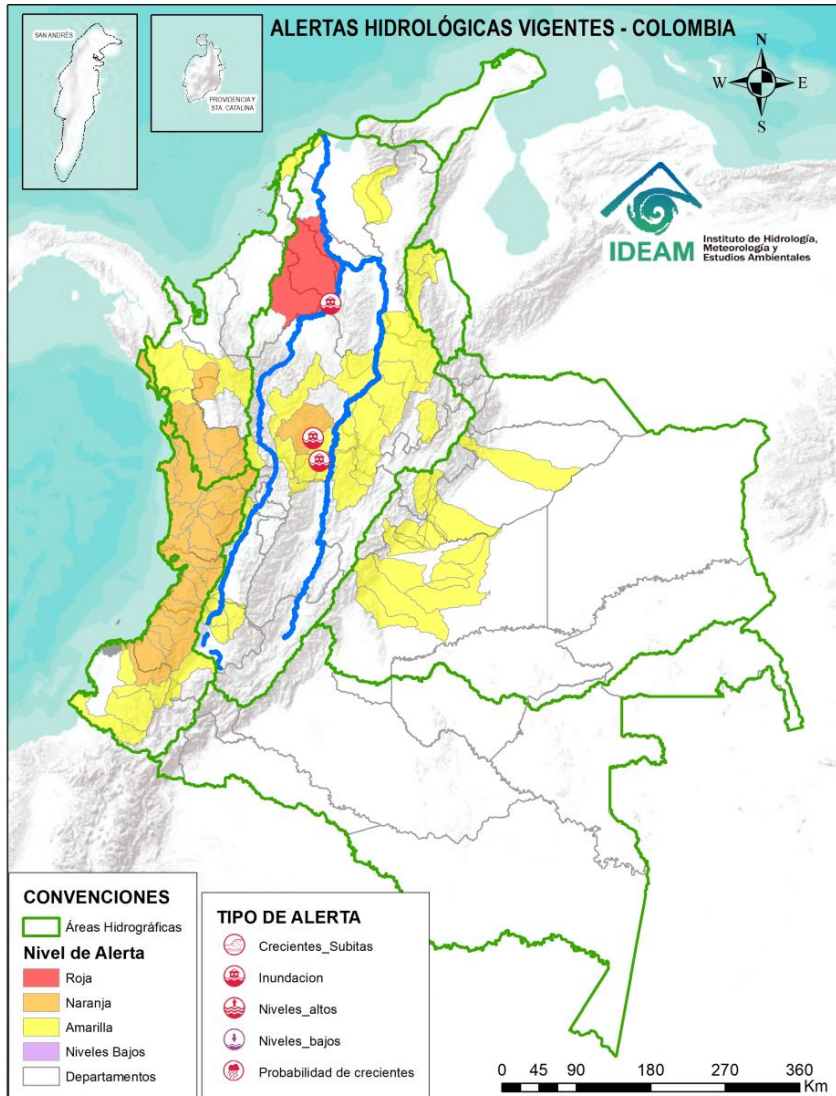 ALERTAS HIDROLÓGICAS VIGENTES - COLOMBIA
SAN ANDRÉS
PROVIDENCIA Y
STA. CATALINA
N
W
E
S
IDEAM
Instituto de Hidrología,
Meteorología y
Estudios Ambientales
CONVENCIONES
Áreas Hidrográficas
Nivel de Alerta
Roja
Naranja
Amarilla
Niveles Bajos
Departamentos
TIPO DE ALERTA
Crecientes_Subitas
Inundacion
Niveles_altos
Niveles_bajos
Probabilidad de crecientes
0 45 90 180 270 360
Km